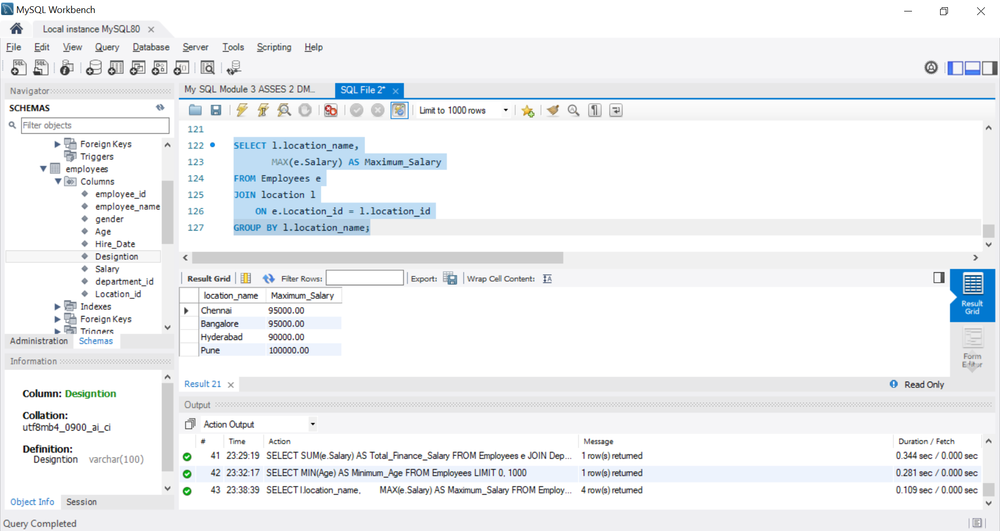 MySQL Workbench
Local instance MySQL80
File Edit View Query Database Server Tools Scripting Help
Navigator
SCHEMAS
Filter objects
Foreign Keys
Triggers
employees
Columns
employee_id
employee_name
gender
Age
Hire_Date
Designtion
Salary
department_id
Location_id
Indexes
Foreign Keys
Triggers
Administration Schemas
Information
Column: Designtion
Collation:
utf8mb4_0900_ai_ci
Definition:
Designtion varchar(100)
Object Info Session
Query Completed
My SQL Module 3 ASSES 2 DM... SQL File 2*
Limit to 1000 rows
121
122 SELECT l.location_name,
123 MAX(e.Salary) AS Maximum_Salary
124 FROM Employees e
125 JOIN location l
126 ON e.Location_id = l.location_id
127 GROUP BY l.location_name;
Result Grid Filter Rows: Export: Wrap Cell Content:
location_name Maximum_Salary
Chennai 95000.00
Bangalore 95000.00
Hyderabad 90000.00
Pune 100000.00
Result
Grid
Form
Editor
Result 21 Read Only
Output
Action Output
# Time Action Message Duration / Fetch
41 23:29:19 SELECT SUM(e.Salary) AS Total_Finance_Salary FROM Employees e JOIN Dep... 1 row(s) returned 0.344 sec / 0.000 sec
42 23:32:17 SELECT MIN(Age) AS Minimum_Age FROM Employees LIMIT 0, 1000 1 row(s) returned 0.281 sec / 0.000 sec
43 23:38:39 SELECT l.location_name, MAX(e.Salary) AS Maximum_Salary FROM Employ... 4 row(s) returned 0.109 sec / 0.000 sec